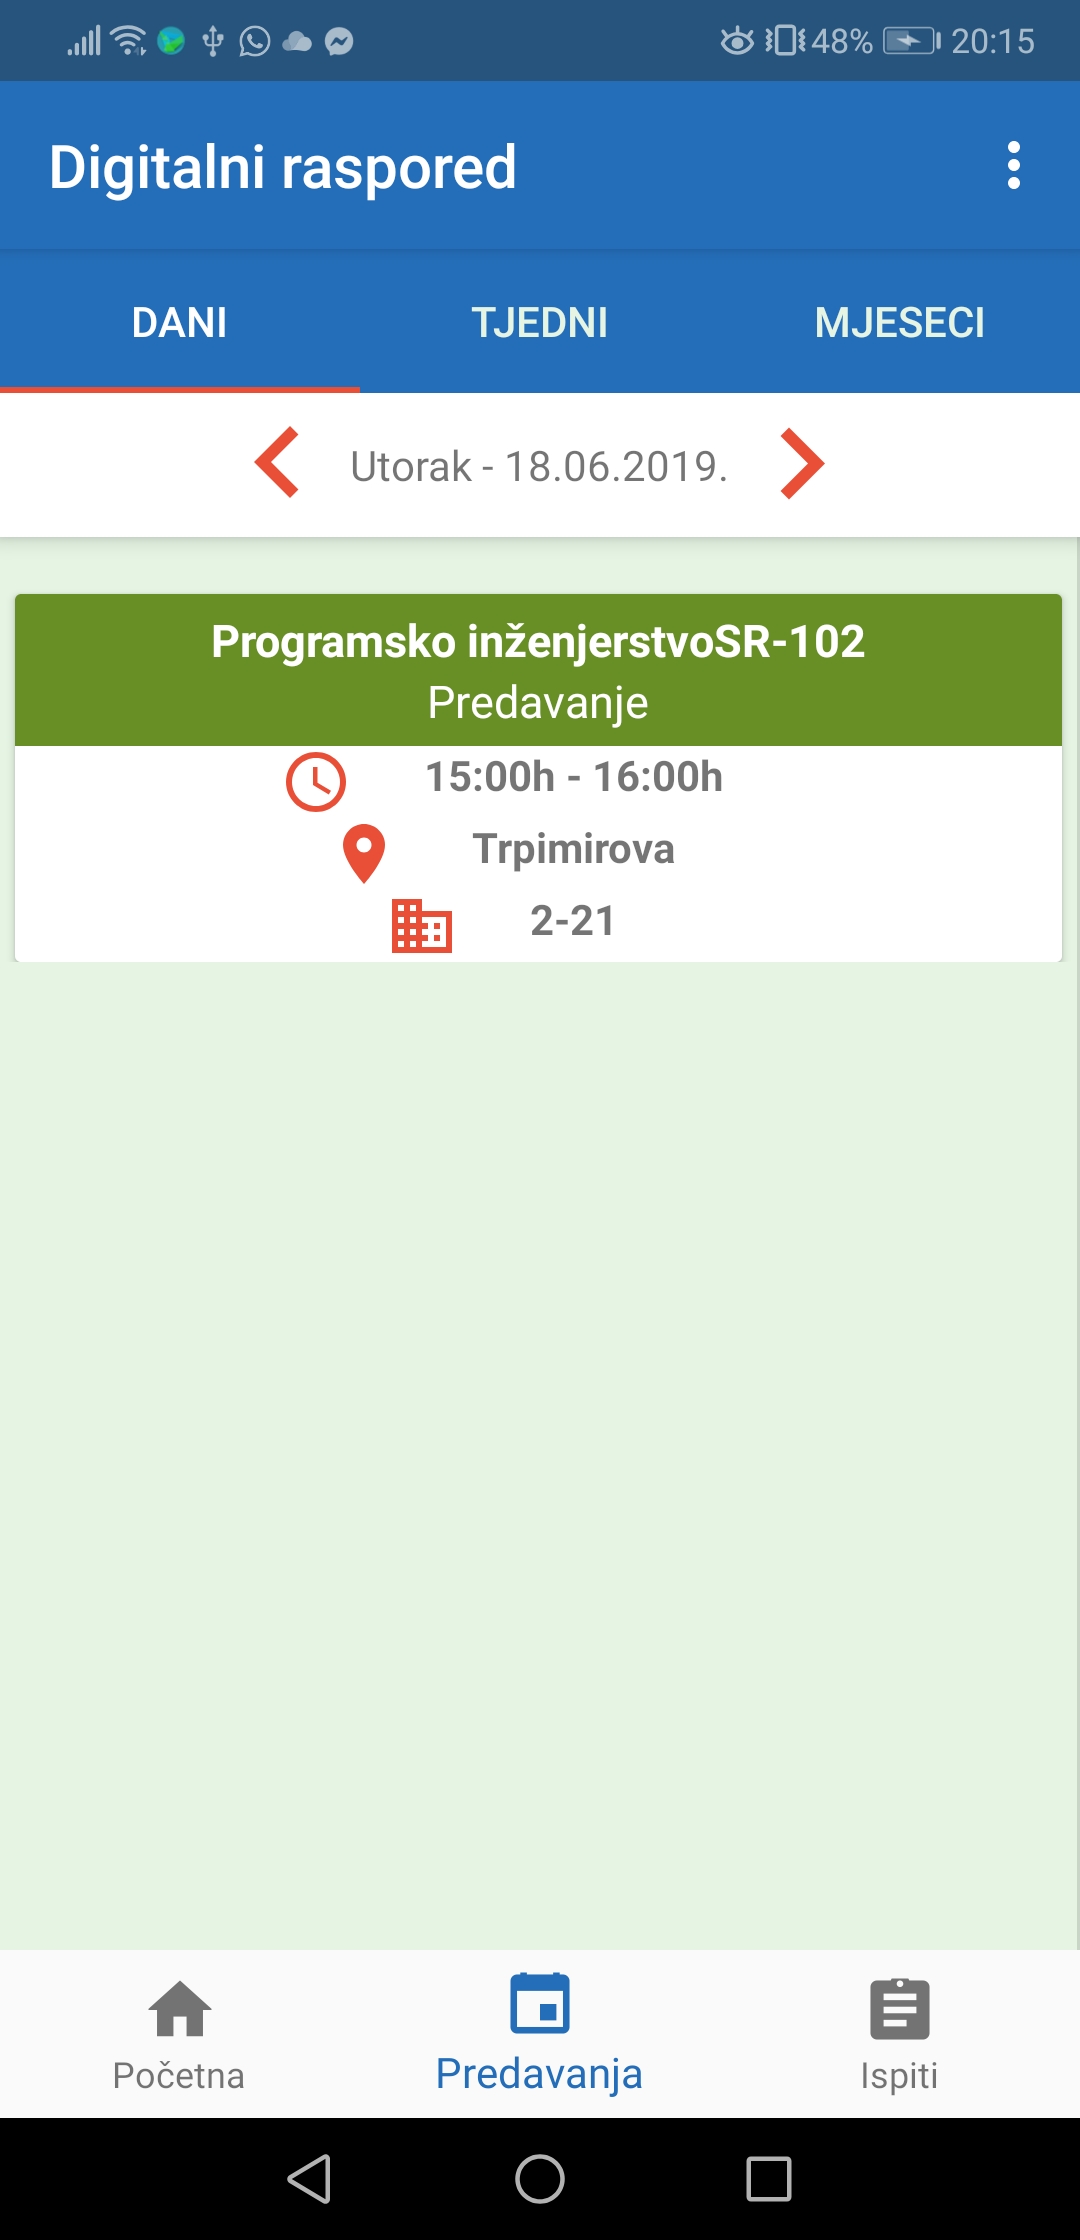 48% 20:15
Digitalni raspored
DANI TJEDNI MJESECI
Utorak - 18.06.2019.
Programsko inženjerstvoSR-102
Predavanje
15:00h - 16:00h
Trpimirova
2-21
Početna Predavanja Ispiti